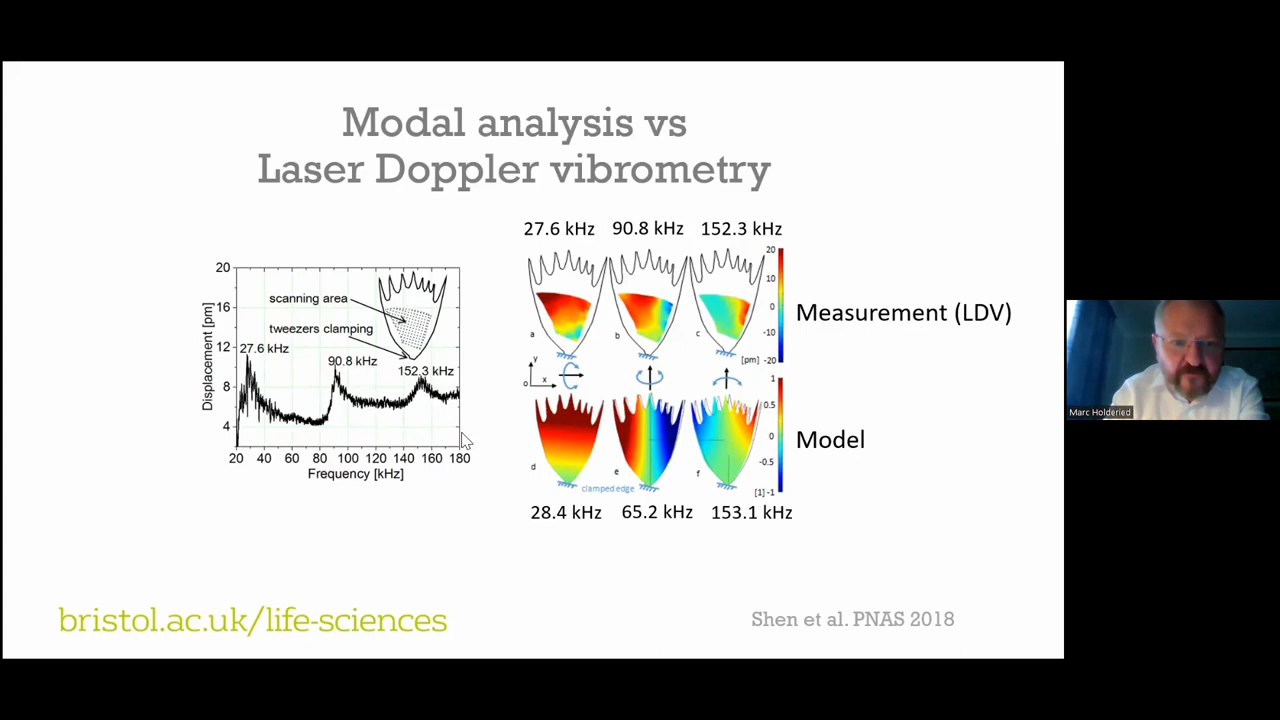 Modal analysis vs
Laser Doppler vibrometry
20
16
12
8
4
Displacement [pm]
scanning area
tweezers clamping
27.6 kHz
90.8 kHz
152.3 kHz
20 40 60 80 100 120 140 160 180
Frequency [kHz]
27.6 kHz 90.8 kHz 152.3 kHz
a b c
20
10
0
-10
-20
[pm]
Measurement (LDV)
y
o x
d e f
clamped edge
1
0.5
0
-0.5
[1] -1
Model
28.4 kHz 65.2 kHz 153.1 kHz
bristol.ac.uk/life-sciences
Shen et al. PNAS 2018
Marc Holderied